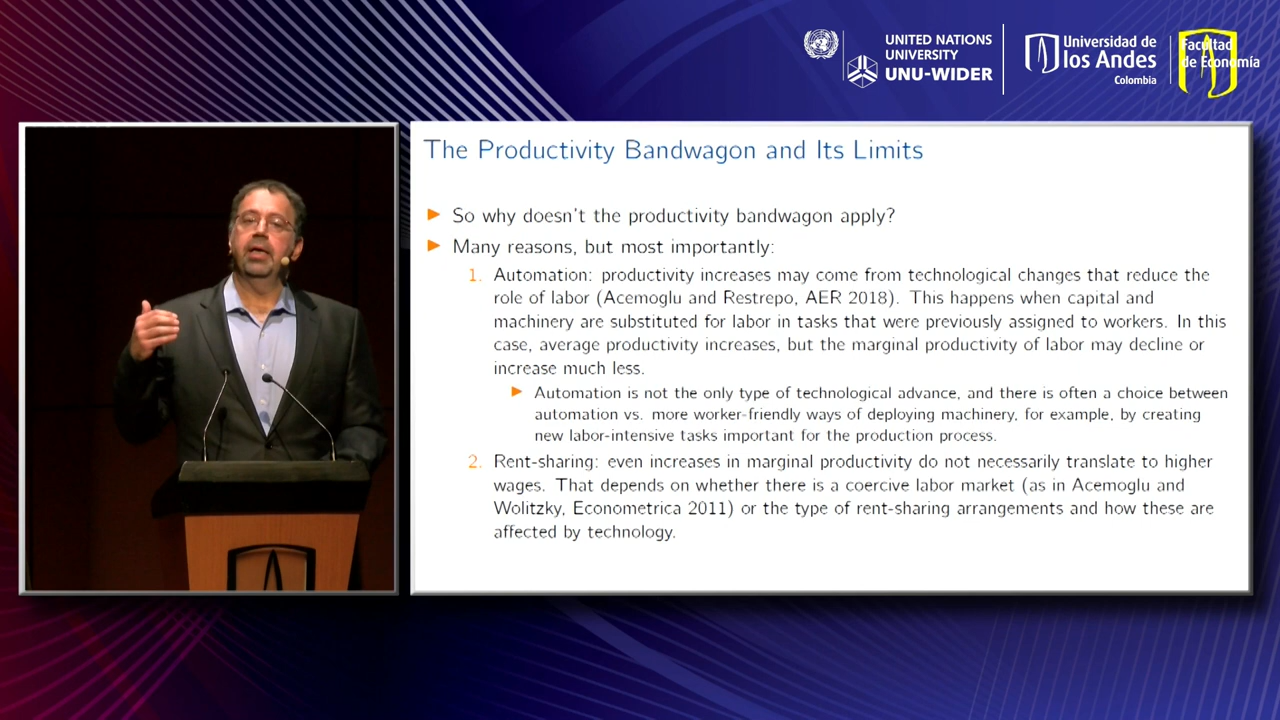 UNITED NATIONS
UNIVERSITY
UNU-WIDER
Universidad de
los Andes
Colombia
Facultad
de Economía
The Productivity Bandwagon and Its Limits
So why doesn't the productivity bandwagon apply?
Many reasons, but most importantly:
1. Automation: productivity increases may come from technological changes that reduce the
role of labor (Acemoglu and Restrepo, AER 2018). This happens when capital and
machinery are substituted for labor in tasks that were previously assigned to workers. In this
case, average productivity increases, but the marginal productivity of labor may decline or
increase much less.
Automation is not the only type of technological advance, and there is often a choice between
automation vs. more worker-friendly ways of deploying machinery, for example, by creating
new labor-intensive tasks important for the production process.
2. Rent-sharing: even increases in marginal productivity do not necessarily translate to higher
wages. That depends on whether there is a coercive labor market (as in Acemoglu and
Wolitzky, Econometrica 2011) or the type of rent-sharing arrangements and how these are
affected by technology.